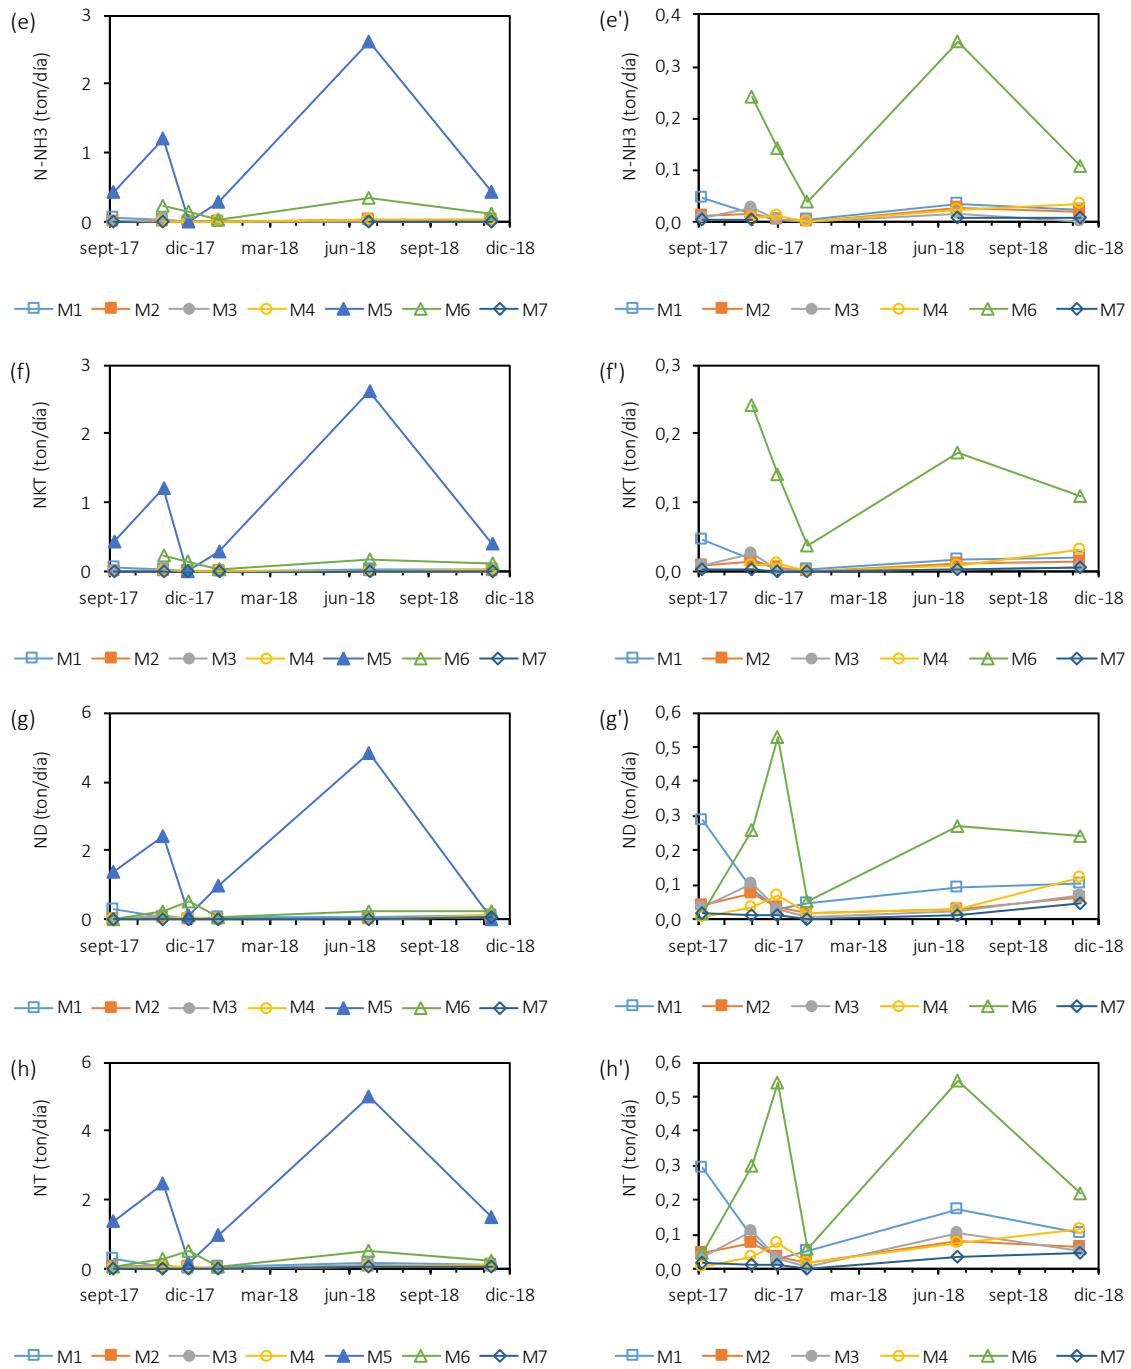 (e)
N-NH3 (ton/día)
3
2
1
0
sept-17 dic-17 mar-18 jun-18 sept-18 dic-18
M1 M2 M3 M4 M5 M6 M7
(e')
N-NH3 (ton/día)
0,4
0,3
0,2
0,1
0,0
sept-17 dic-17 mar-18 jun-18 sept-18 dic-18
M1 M2 M3 M4 M6 M7
(f)
NKT (ton/día)
3
2
1
0
sept-17 dic-17 mar-18 jun-18 sept-18 dic-18
M1 M2 M3 M4 M5 M6 M7
(f')
NKT (ton/día)
0,3
0,2
0,1
0,0
sept-17 dic-17 mar-18 jun-18 sept-18 dic-18
M1 M2 M3 M4 M6 M7
(g)
ND (ton/día)
6
4
2
0
sept-17 dic-17 mar-18 jun-18 sept-18 dic-18
M1 M2 M3 M4 M5 M6 M7
(g')
ND (ton/día)
0,6
0,5
0,4
0,3
0,2
0,1
0,0
sept-17 dic-17 mar-18 jun-18 sept-18 dic-18
M1 M2 M3 M4 M6 M7
(h)
NT (ton/día)
6
4
2
0
sept-17 dic-17 mar-18 jun-18 sept-18 dic-18
M1 M2 M3 M4 M5 M6 M7
(h')
NT (ton/día)
0,6
0,5
0,4
0,3
0,2
0,1
0,0
sept-17 dic-17 mar-18 jun-18 sept-18 dic-18
M1 M2 M3 M4 M6 M7